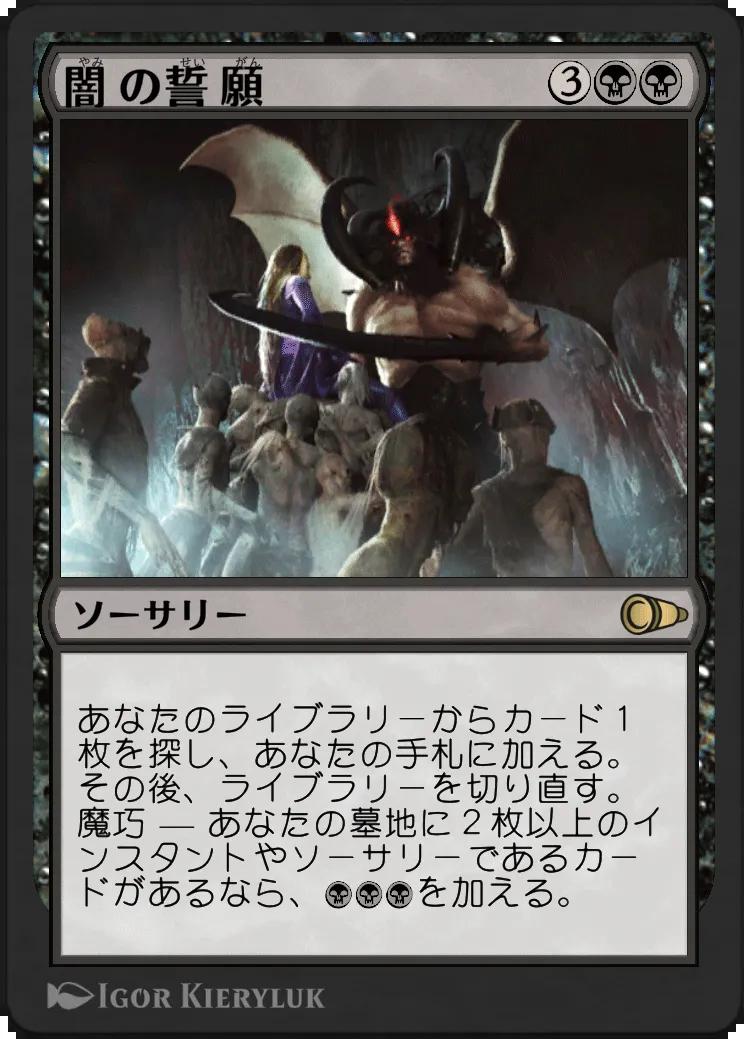 闇の誓願
3
ソーサリー
あなたのライブラリーからカード１
枚を探し、あなたの手札に加える。
その後、ライブラリーを切り直す。
魔巧 — あなたの墓地に２枚以上のイ
ンスタントやソーサリーであるカー
ドがあるなら、を加える。
IGOR KIERYLUK